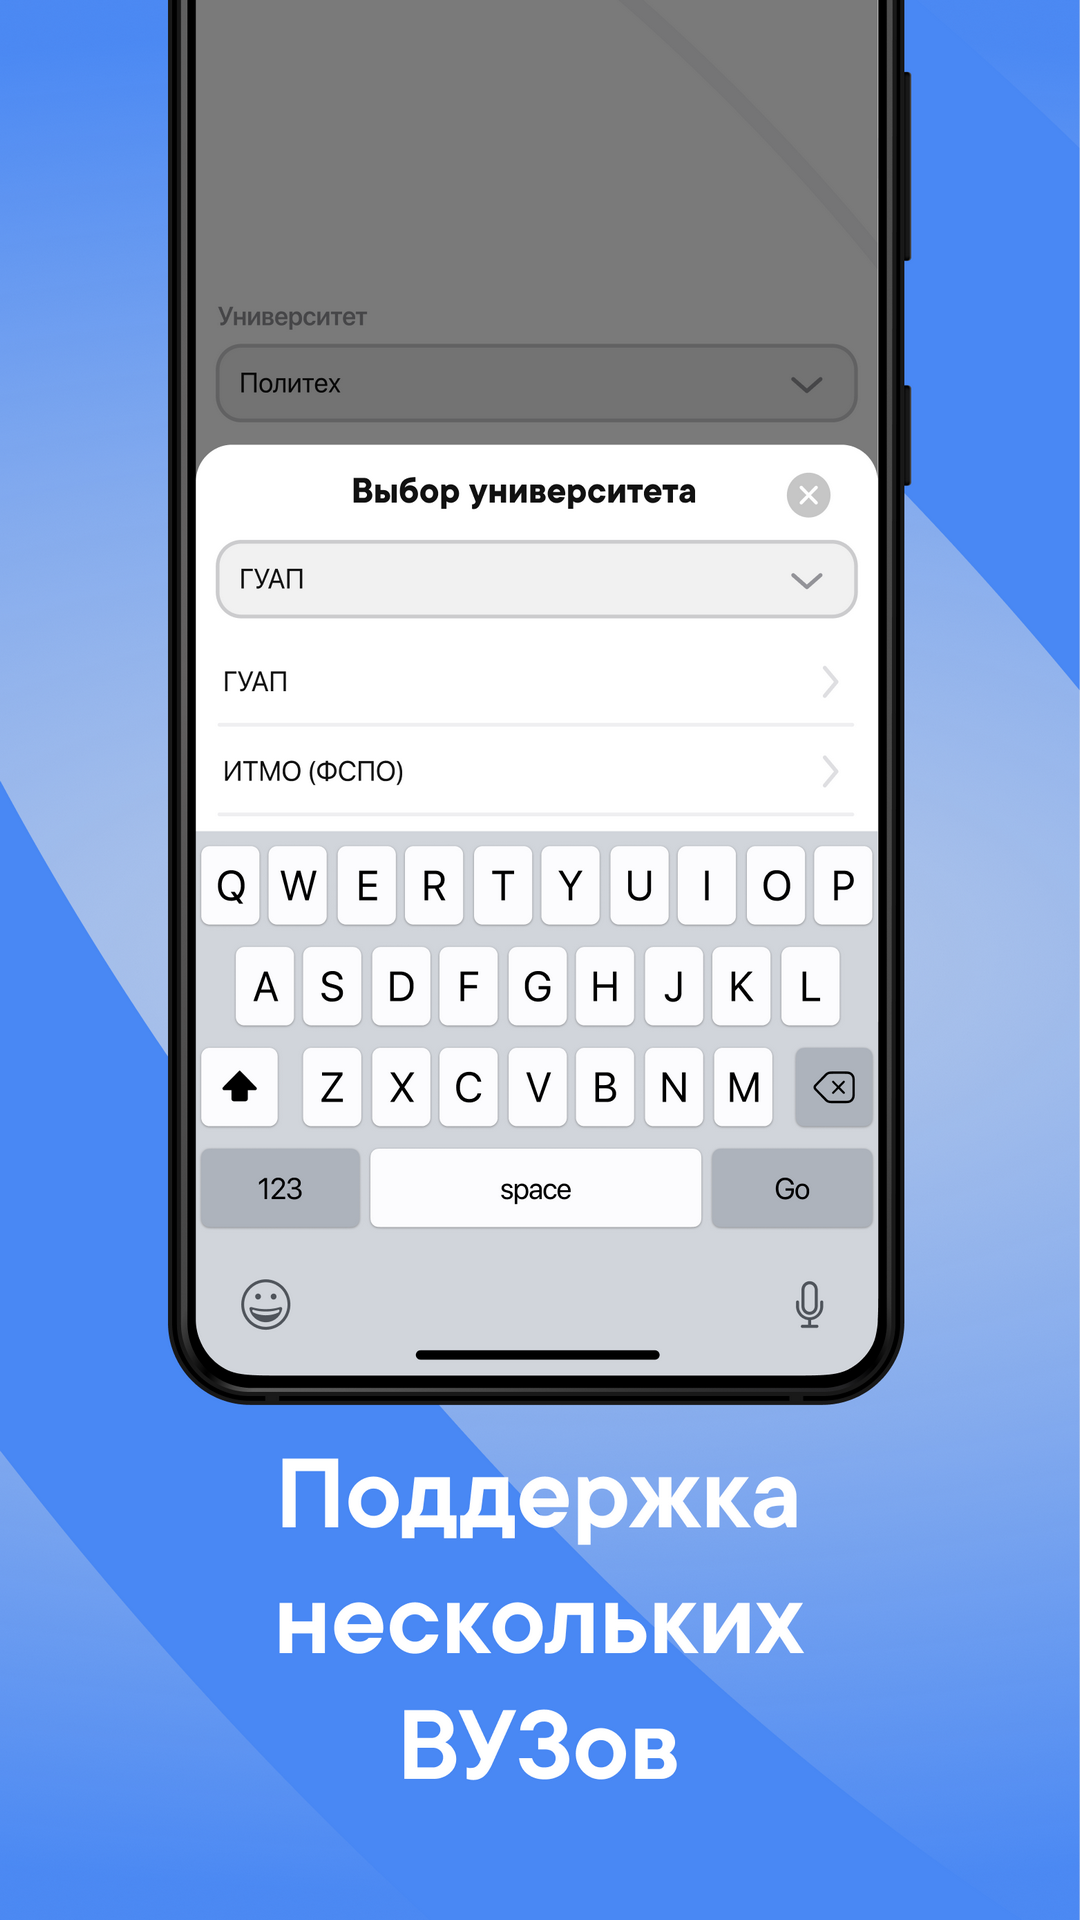 Университет
Политех
Выбор университета
ГУАП
ГУАП
ИТМО (ФСПО)
Q W E R T Y U I O P
A S D F G H J K L
Z X C V B N M
123 space Go
Поддержка
нескольких
ВУЗов